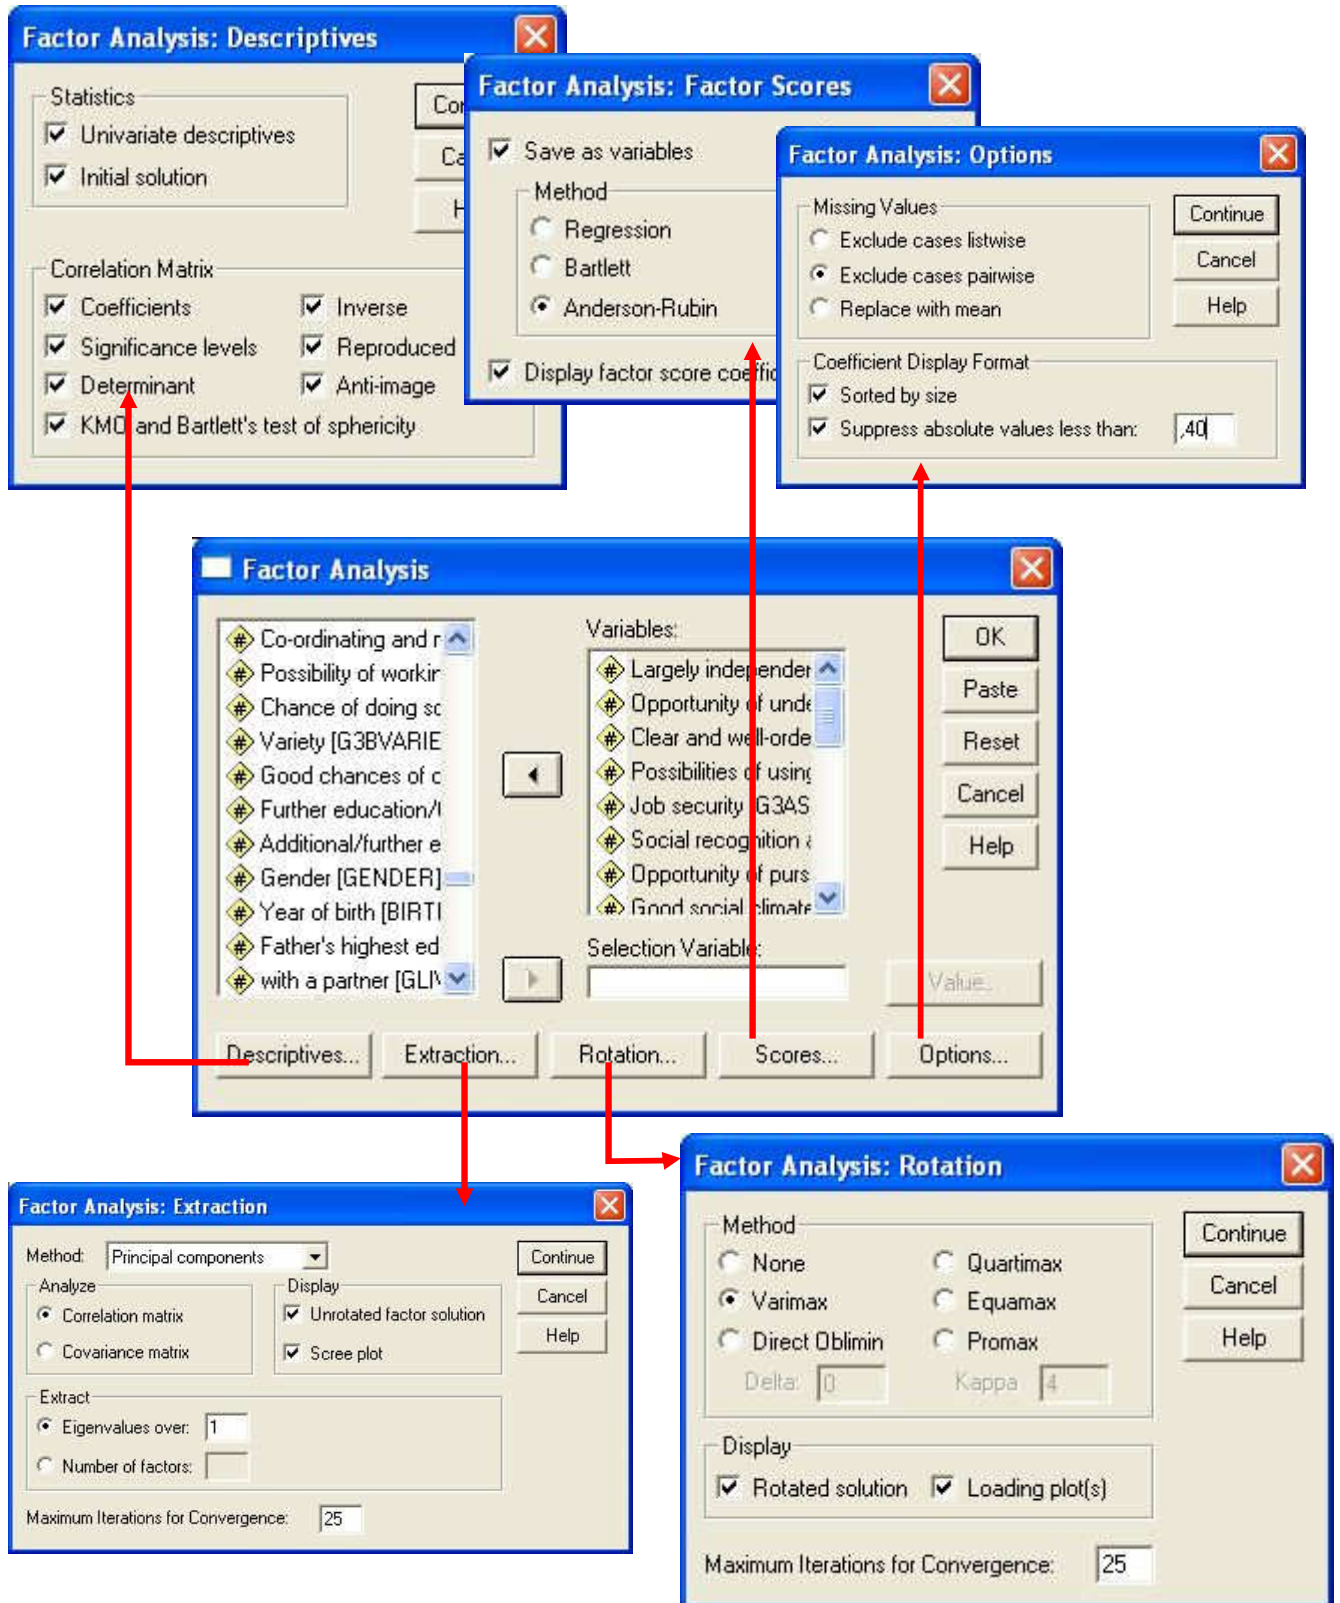 Factor Analysis: Descriptives
Statistics
Univariate descriptives
Initial solution
Correlation Matrix
Coefficients
Inverse
Significance levels
Reproduced
Determinant
Anti-image
KMO and Bartlett's test of sphericity
Factor Analysis: Factor Scores
Save as variables
Method
Regression
Bartlett
Anderson-Rubin
Display factor score coeffic
Factor Analysis: Options
Missing Values
Exclude cases listwise
Exclude cases pairwise
Replace with mean
Continue
Cancel
Help
Coefficient Display Format
Sorted by size
Suppress absolute values less than: ,40
Factor Analysis
Co-ordinating and r
Possibility of workin
Chance of doing sc
Variety [G3BVARIE
Good chances of c
Further education/
Additional/further e
Gender [GENDER]
Year of birth [BIRTI
Father's highest ed
with a partner [GLIV
Variables:
Largely independer
Opportunity of unde
Clear and well-orde
Possibilities of using
Job security [G3AS
Social recognition a
Opportunity of purs
Good social climate
Selection Variable:
OK
Paste
Reset
Cancel
Help
Value...
Descriptives... Extraction... Rotation... Scores... Options...
Factor Analysis: Extraction
Method: Principal components
Analyze
Correlation matrix
Covariance matrix
Display
Unrotated factor solution
Scree plot
Continue
Cancel
Help
Extract
Eigenvalues over: 1
Number of factors:
Maximum Iterations for Convergence: 25
Factor Analysis: Rotation
Method
None
Quartimax
Varimax
Equamax
Direct Oblimin
Promax
Delta: 0
Kappa 4
Continue
Cancel
Help
Display
Rotated solution
Loading plot(s)
Maximum Iterations for Convergence: 25